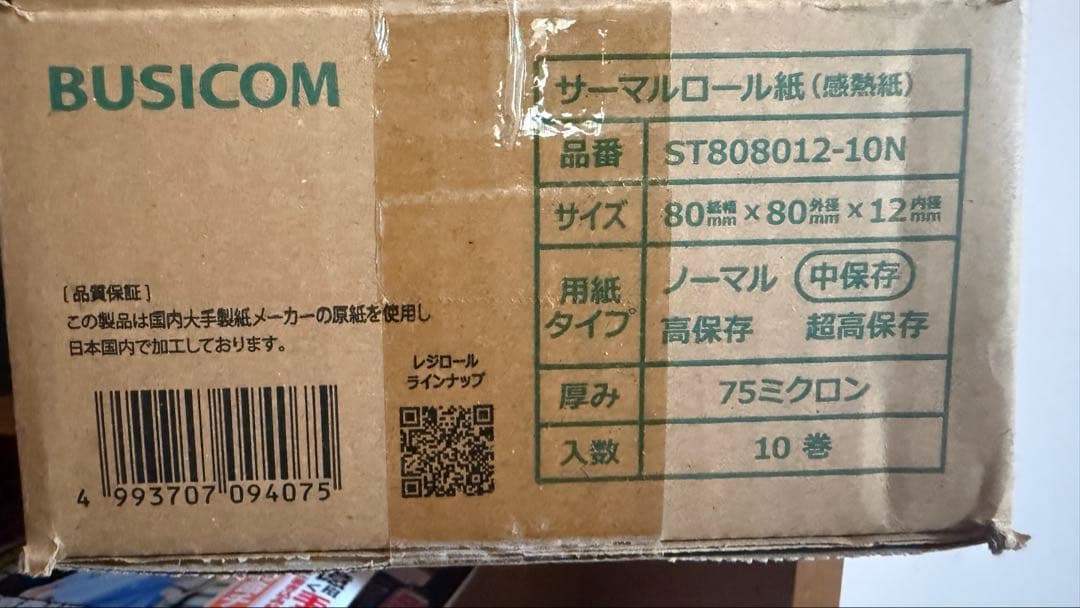 BUSICOM
サーマルロール紙(感熱紙)
品番 ST808012-10N
サイズ 80紙幅mm×80外径mm×12内径mm
用紙タイプ ノーマル 中保存
高保存 超高保存
厚み 75ミクロン
入数 10 巻
[品質保証]
この製品は国内大手製紙メーカーの原紙を使用し
日本国内で加工しております。
レジロール
ラインナップ
4 993707 094075